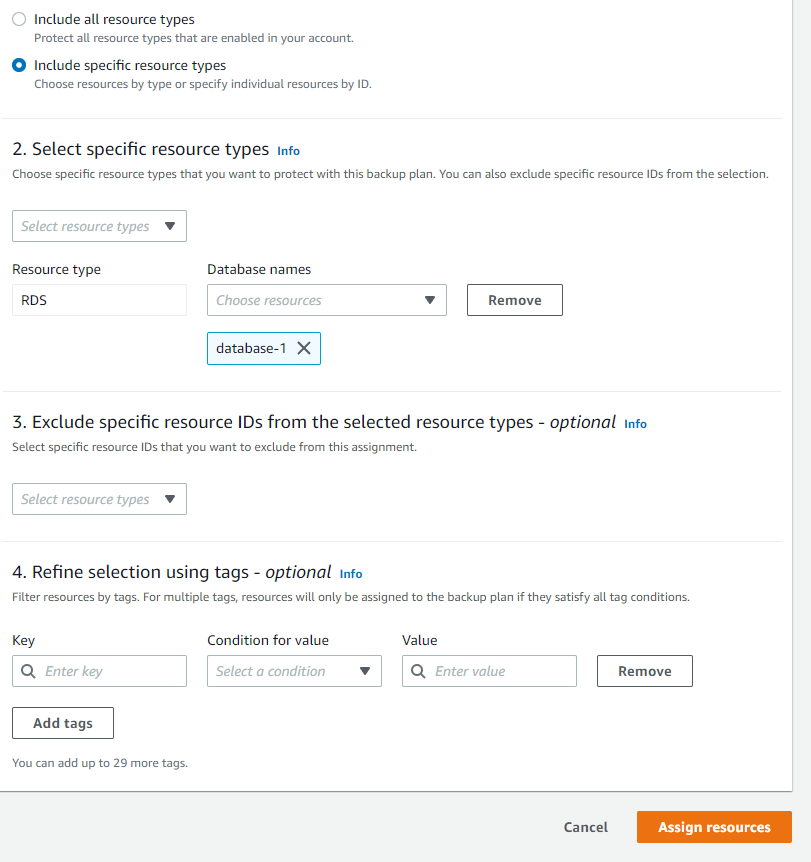 Include all resource types
Protect all resource types that are enabled in your account.
Include specific resource types
Choose resources by type or specify individual resources by ID.
2. Select specific resource types Info
Choose specific resource types that you want to protect with this backup plan. You can also exclude specific resource IDs from the selection.
Select resource types
Resource type Database names
RDS Choose resources Remove
database-1
3. Exclude specific resource IDs from the selected resource types - optional Info
Select specific resource IDs that you want to exclude from this assignment.
Select resource types
4. Refine selection using tags - optional Info
Filter resources by tags. For multiple tags, resources will only be assigned to the backup plan if they satisfy all tag conditions.
Key Condition for value Value
Enter key Select a condition Enter value Remove
Add tags
You can add up to 29 more tags.
Cancel Assign resources